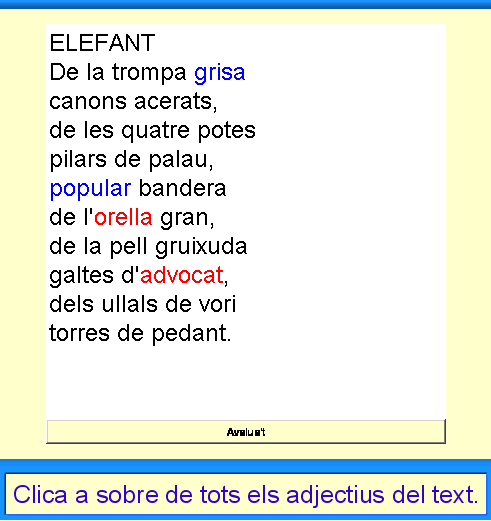 ELEFANT
De la trompa grisa
canons acerats,
de les quatre potes
pilars de palau,
popular bandera
de l'orella gran,
de la pell gruixuda
galtes d'advocat,
dels ullals de vori
torres de pedant.
Avalua't
Clica a sobre de tots els adjectius del text.